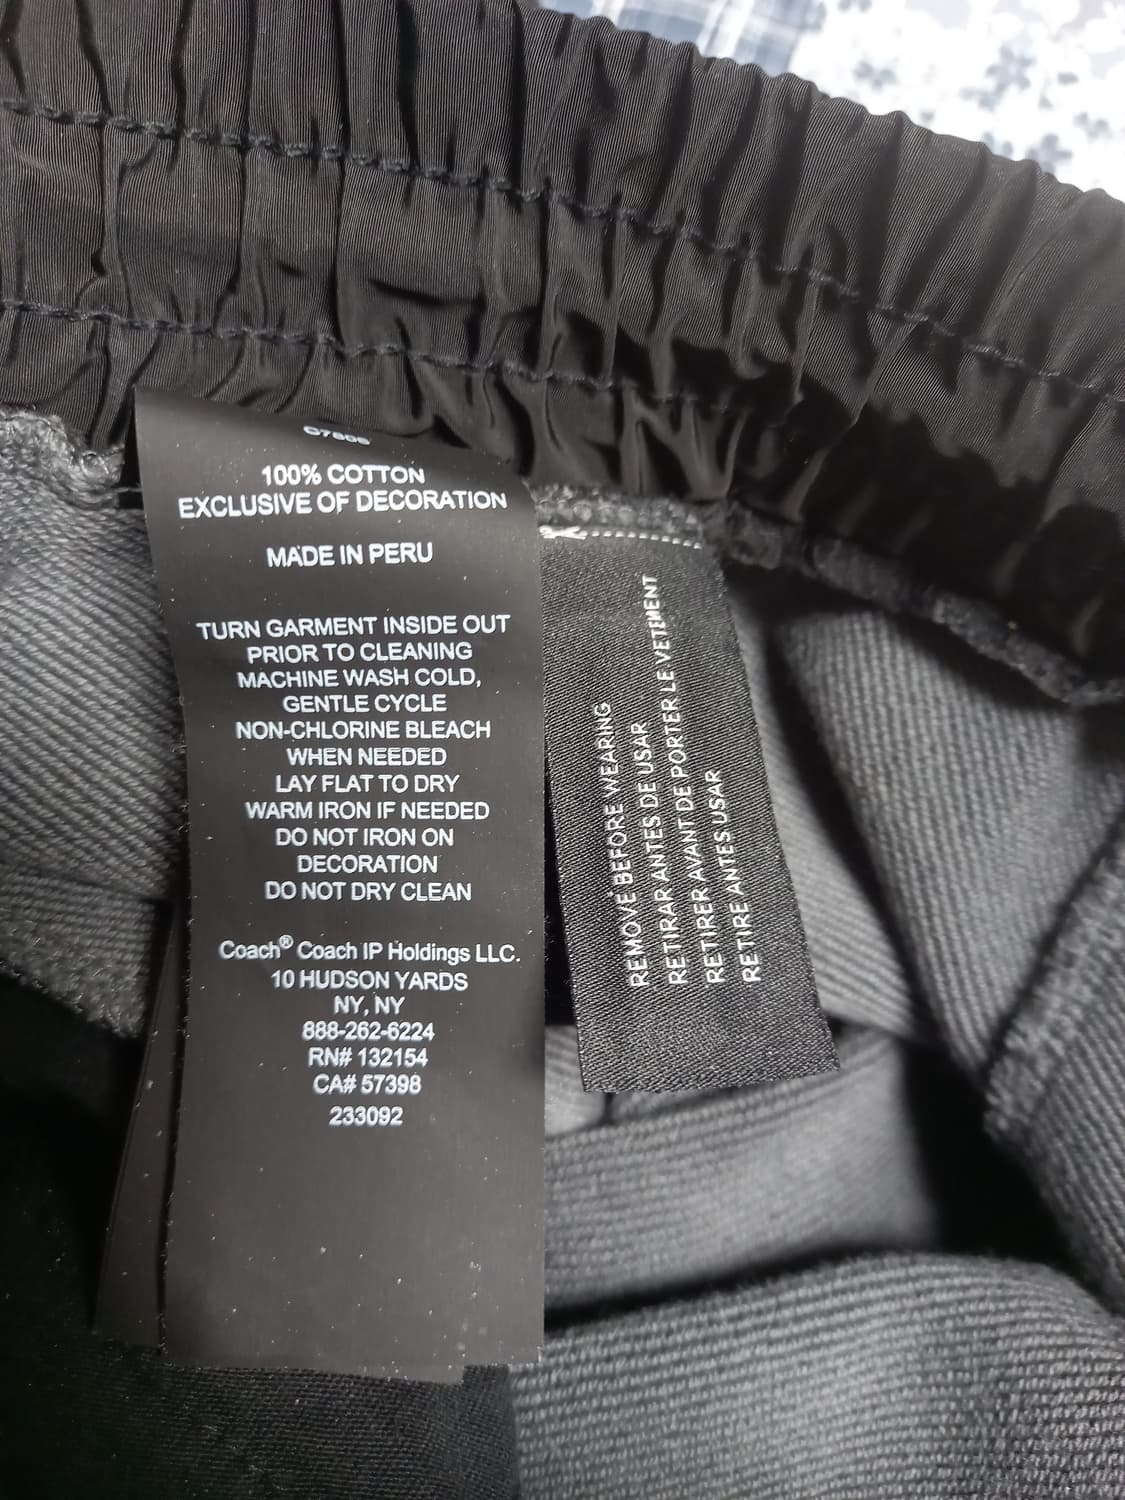 100% COTTON
EXCLUSIVE OF DECORATION
MADE IN PERU
TURN GARMENT INSIDE OUT
PRIOR TO CLEANING
MACHINE WASH COLD,
GENTLE CYCLE
NON-CHLORINE BLEACH
WHEN NEEDED
LAY FLAT TO DRY
WARM IRON IF NEEDED
DO NOT IRON ON
DECORATION
DO NOT DRY CLEAN
Coach® Coach IP Holdings LLC.
10 HUDSON YARDS
NY, NY
888-262-6224
RN# 132154
CA# 57398
233092
REMOVE BEFORE WEARING
RETIRAR ANTES DE USAR
RETIRER AVANT DE PORTER LE VETEMENT
RETIRE ANTES USAR